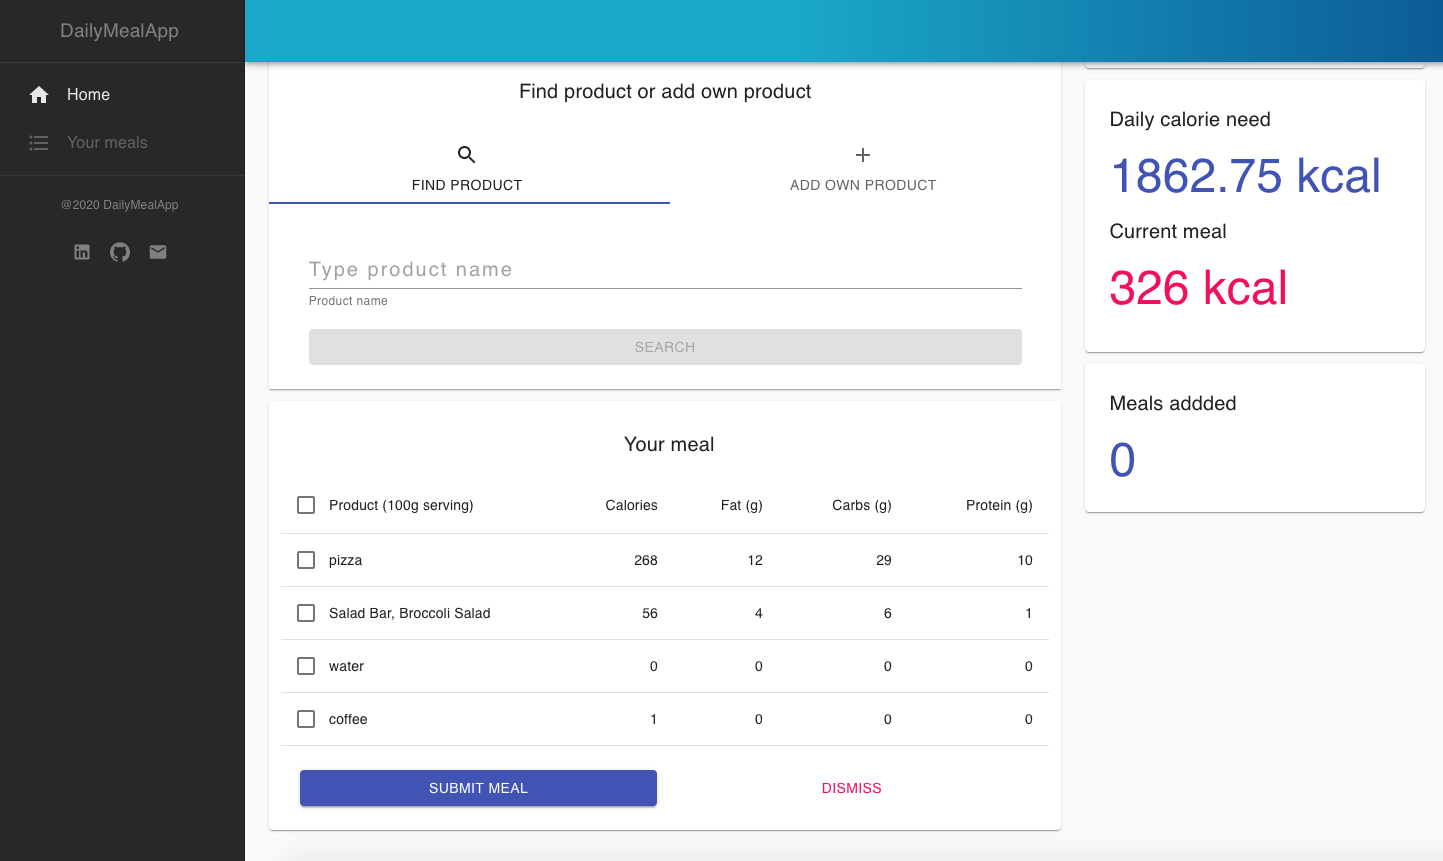 DailyMealApp
Home
Your meals
@2020 DailyMealApp
Find product or add own product
FIND PRODUCT
ADD OWN PRODUCT
Type product name
Product name
SEARCH
Your meal
Product (100g serving) Calories Fat (g) Carbs (g) Protein (g)
pizza 268 12 29 10
Salad Bar, Broccoli Salad 56 4 6 1
water 0 0 0 0
coffee 1 0 0 0
SUBMIT MEAL DISMISS
Daily calorie need
1862.75 kcal
Current meal
326 kcal
Meals addded
0